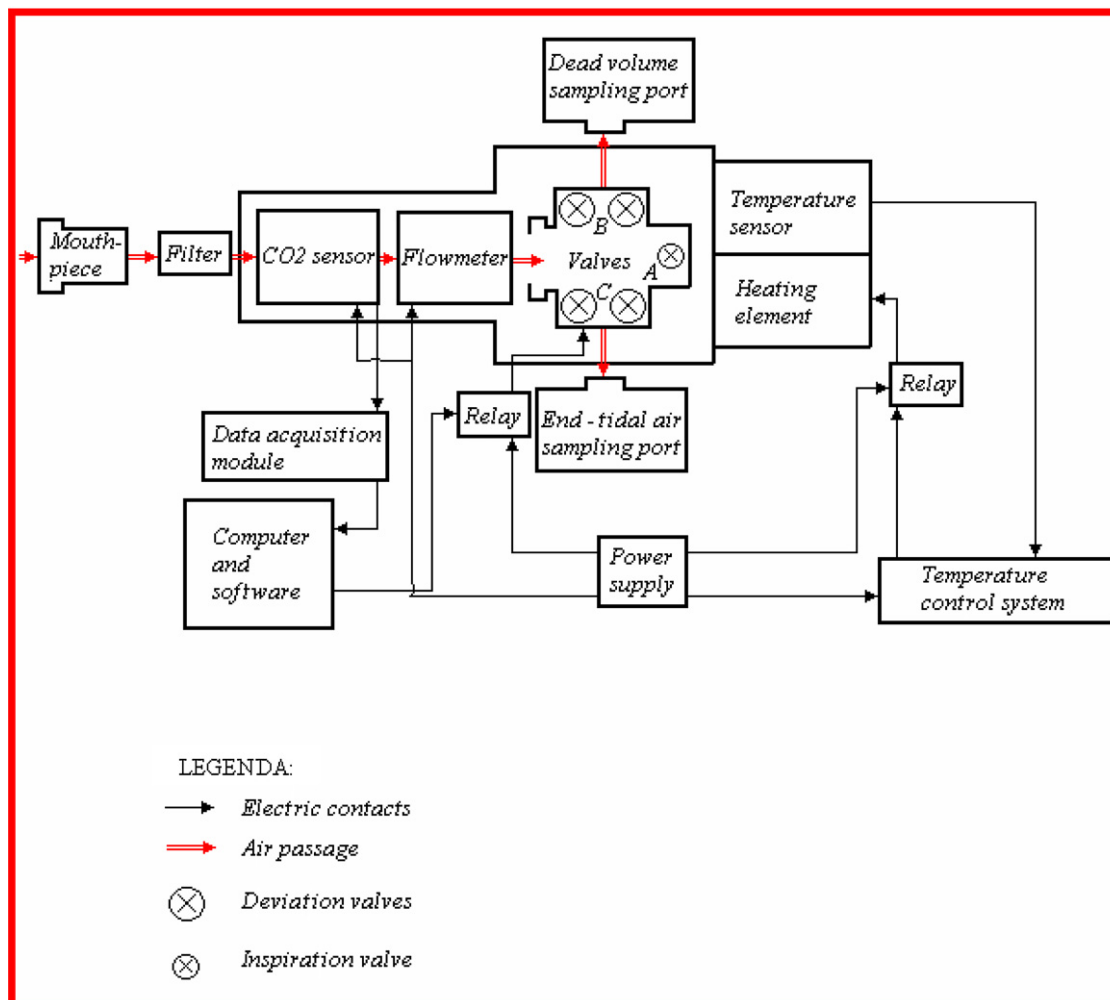 Dead volume
sampling port
Mouth-
piece
Filter
CO2 sensor
Flowmeter
B
Valves
A
C
Temperature
sensor
Heating
element
Relay
End - tidal air
sampling port
Relay
Data acquisition
module
Computer
and
software
Power
supply
Temperature
control system
LEGENDA:
Electric contacts
Air passage
Deviation valves
Inspiration valve